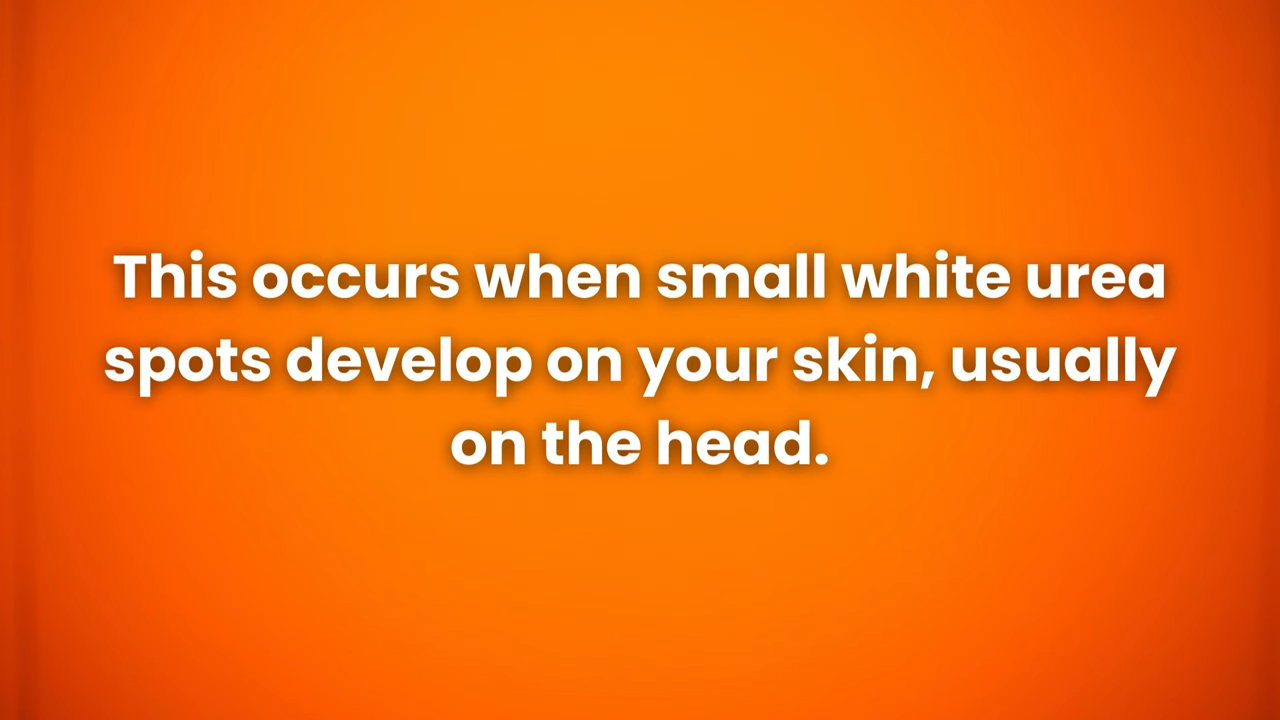 This occurs when small white urea
spots develop on your skin, usually
on the head.